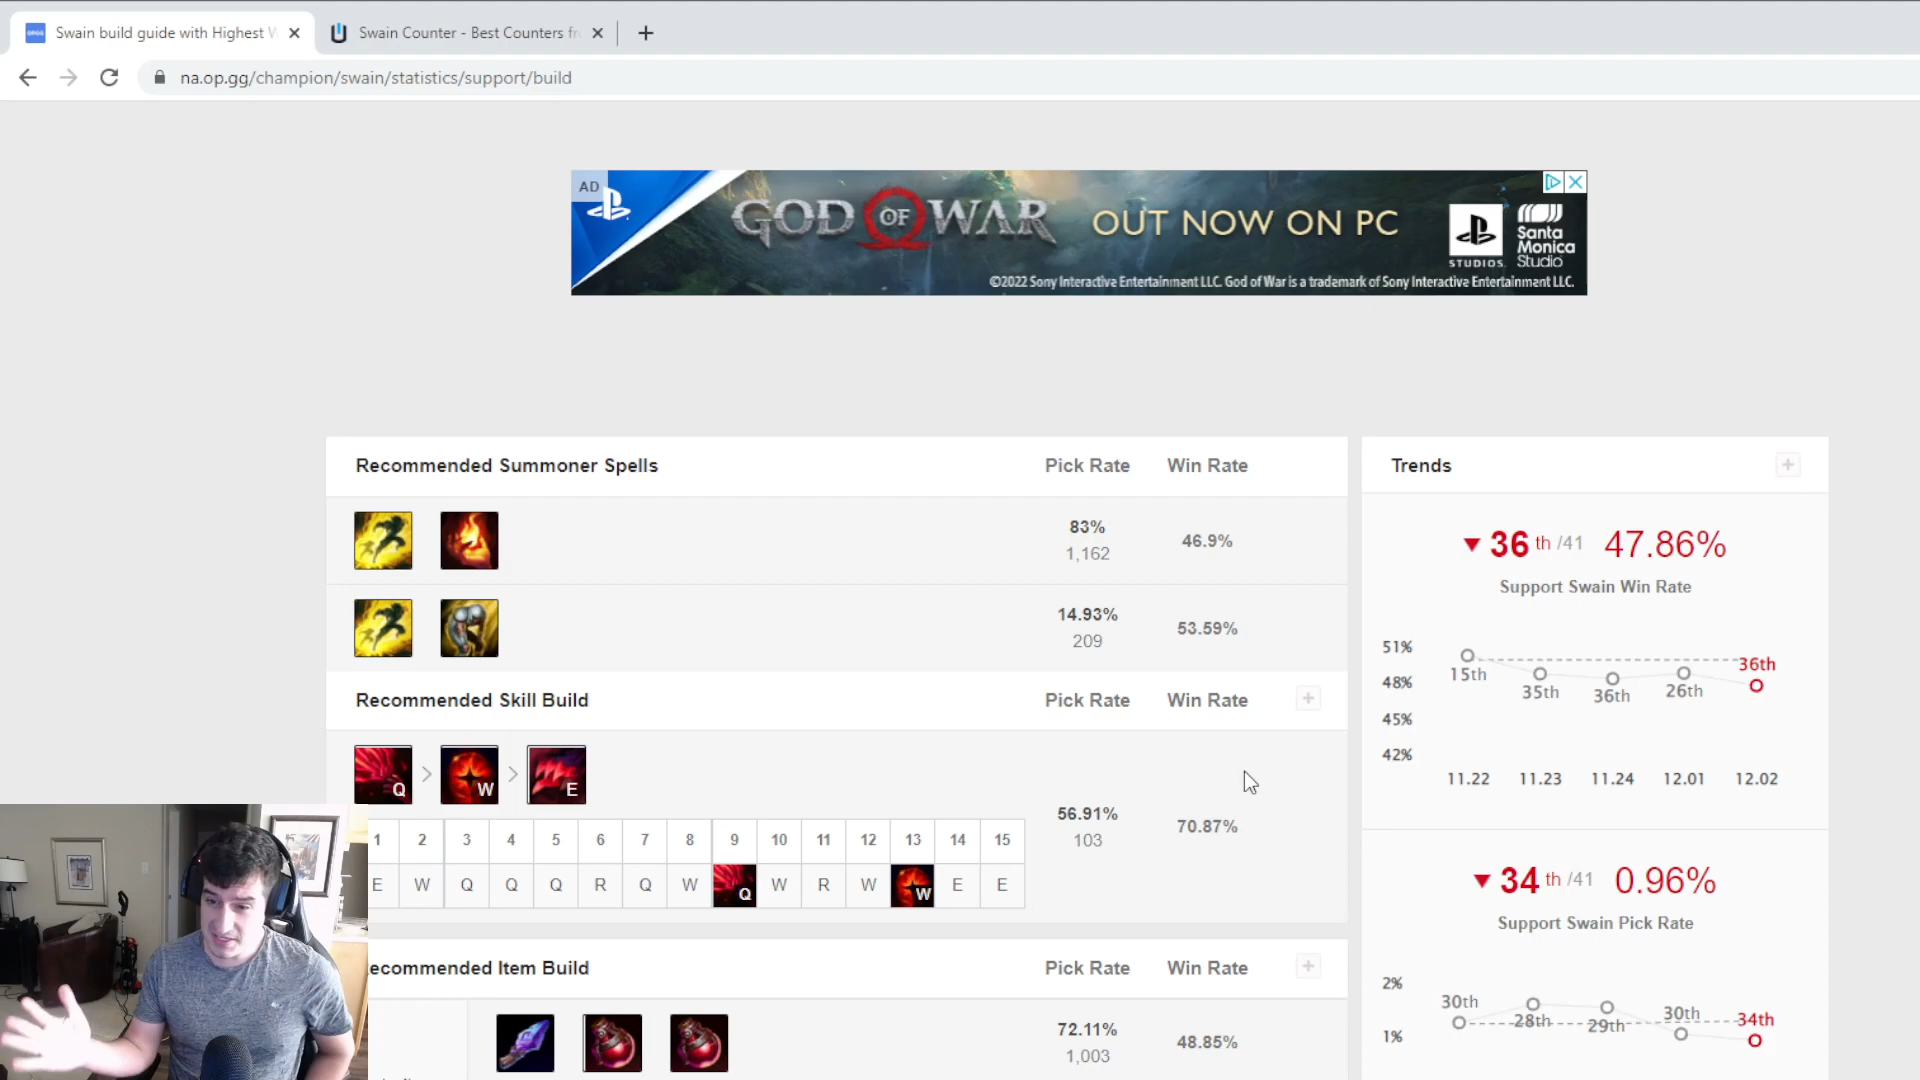 Swain build guide with Highest W
Swain Counter - Best Counters fr
na.op.gg/champion/swain/statistics/support/build
AD
GOD OF WAR
OUT NOW ON PC
STUDIOS
Santa
Monica
Studio
©2022 Sony Interactive Entertainment LLC. God of War is a trademark of Sony Interactive Entertainment LLC.
Recommended Summoner Spells Pick Rate Win Rate
83%
1,162
46.9%
14.93%
209
53.59%
Recommended Skill Build Pick Rate Win Rate
Q > W > E
56.91%
103
70.87%
1 2 3 4 5 6 7 8 9 10 11 12 13 14 15
E W Q Q Q R Q W Q W R W W E E
ecommended Item Build Pick Rate Win Rate
72.11%
1,003
48.85%
Trends
36 th /41 47.86%
Support Swain Win Rate
51%
48%
45%
42%
15th 35th 36th 26th 36th
11.22 11.23 11.24 12.01 12.02
34 th /41 0.96%
Support Swain Pick Rate
2%
1%
30th 28th 29th 30th 34th